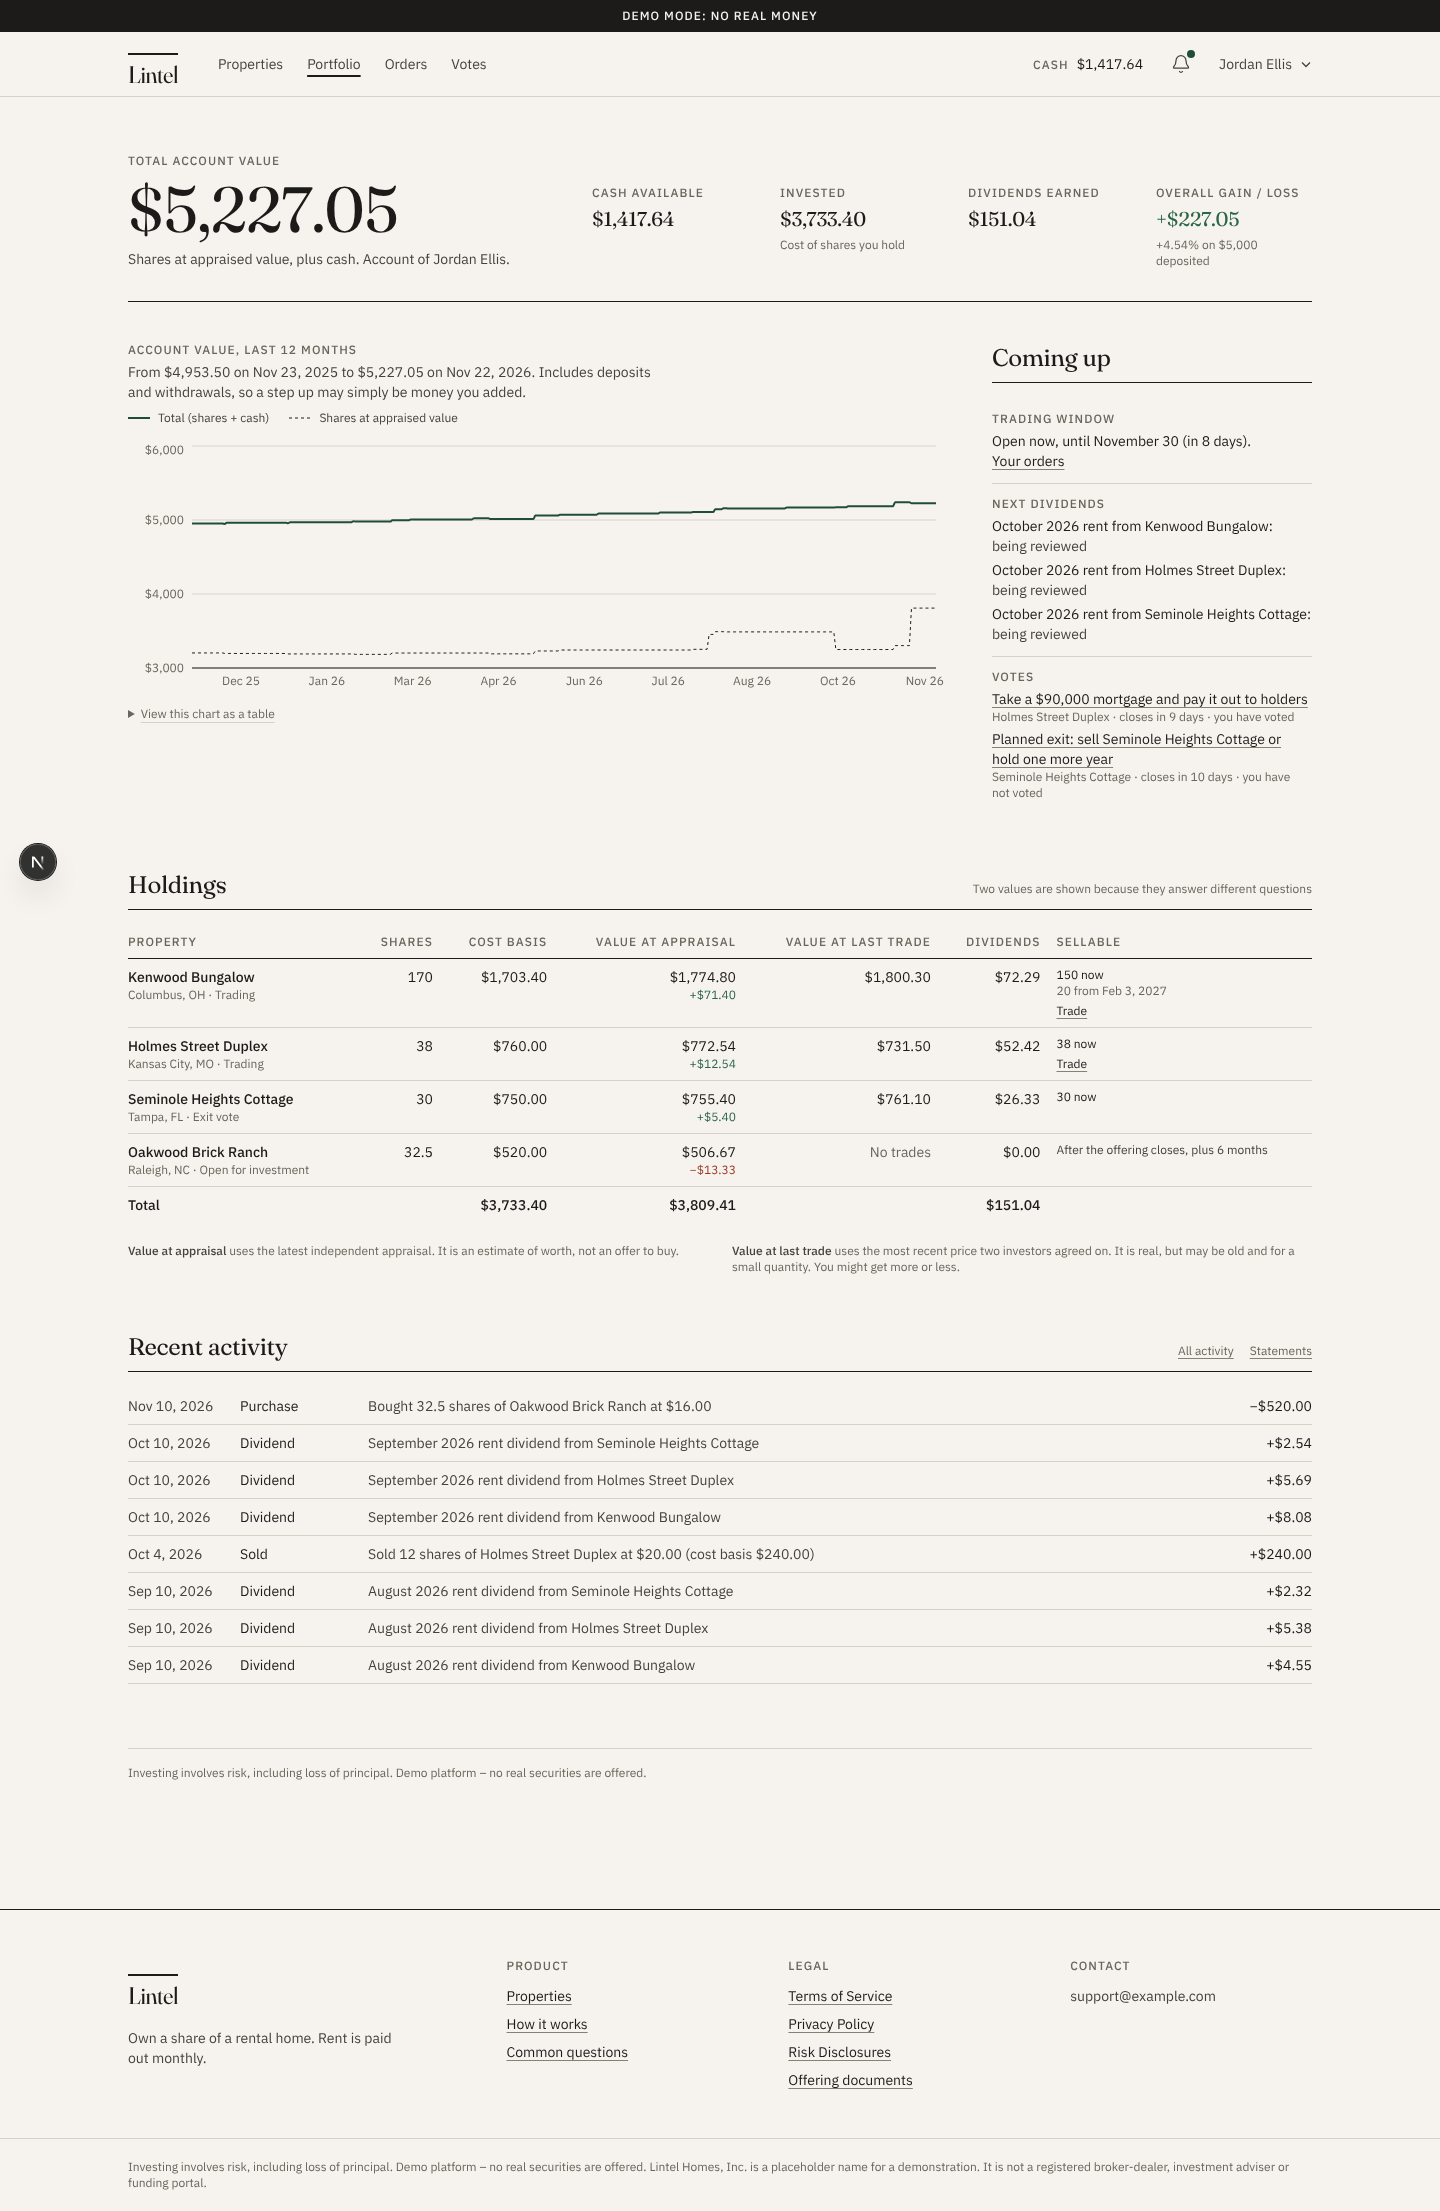 DEMO MODE: NO REAL MONEY
Lintel
Properties
Portfolio
Orders
Votes
CASH $1,417.64
Jordan Ellis
TOTAL ACCOUNT VALUE
$5,227.05
Shares at appraised value, plus cash. Account of Jordan Ellis.
CASH AVAILABLE
$1,417.64
INVESTED
$3,733.40
Cost of shares you hold
DIVIDENDS EARNED
$151.04
OVERALL GAIN / LOSS
+$227.05
+4.54% on $5,000
deposited
ACCOUNT VALUE, LAST 12 MONTHS
From $4,953.50 on Nov 23, 2025 to $5,227.05 on Nov 22, 2026. Includes deposits
and withdrawals, so a step up may simply be money you added.
Total (shares + cash)
Shares at appraised value
$6,000
$5,000
$4,000
$3,000
Dec 25
Jan 26
Mar 26
Apr 26
Jun 26
Jul 26
Aug 26
Oct 26
Nov 26
View this chart as a table
Coming up
TRADING WINDOW
Open now, until November 30 (in 8 days).
Your orders
NEXT DIVIDENDS
October 2026 rent from Kenwood Bungalow:
being reviewed
October 2026 rent from Holmes Street Duplex:
being reviewed
October 2026 rent from Seminole Heights Cottage:
being reviewed
VOTES
Take a $90,000 mortgage and pay it out to holders
Holmes Street Duplex · closes in 9 days · you have voted
Planned exit: sell Seminole Heights Cottage or
hold one more year
Seminole Heights Cottage · closes in 10 days · you have
not voted
N
Holdings
Two values are shown because they answer different questions
PROPERTY SHARES COST BASIS VALUE AT APPRAISAL VALUE AT LAST TRADE DIVIDENDS SELLABLE
Kenwood Bungalow 170 $1,703.40 $1,774.80 $1,800.30 $72.29 150 now
Columbus, OH · Trading +$71.40 20 from Feb 3, 2027
Trade
Holmes Street Duplex 38 $760.00 $772.54 $731.50 $52.42 38 now
Kansas City, MO · Trading +$12.54 Trade
Seminole Heights Cottage 30 $750.00 $755.40 $761.10 $26.33 30 now
Tampa, FL · Exit vote +$5.40
Oakwood Brick Ranch 32.5 $520.00 $506.67 No trades $0.00 After the offering closes, plus 6 months
Raleigh, NC · Open for investment −$13.33
Total $3,733.40 $3,809.41 $151.04
Value at appraisal uses the latest independent appraisal. It is an estimate of worth, not an offer to buy.
Value at last trade uses the most recent price two investors agreed on. It is real, but may be old and for a
small quantity. You might get more or less.
Recent activity
All activity
Statements
Nov 10, 2026 Purchase Bought 32.5 shares of Oakwood Brick Ranch at $16.00 −$520.00
Oct 10, 2026 Dividend September 2026 rent dividend from Seminole Heights Cottage +$2.54
Oct 10, 2026 Dividend September 2026 rent dividend from Holmes Street Duplex +$5.69
Oct 10, 2026 Dividend September 2026 rent dividend from Kenwood Bungalow +$8.08
Oct 4, 2026 Sold Sold 12 shares of Holmes Street Duplex at $20.00 (cost basis $240.00) +$240.00
Sep 10, 2026 Dividend August 2026 rent dividend from Seminole Heights Cottage +$2.32
Sep 10, 2026 Dividend August 2026 rent dividend from Holmes Street Duplex +$5.38
Sep 10, 2026 Dividend August 2026 rent dividend from Kenwood Bungalow +$4.55
Investing involves risk, including loss of principal. Demo platform – no real securities are offered.
Lintel
Own a share of a rental home. Rent is paid
out monthly.
PRODUCT
Properties
How it works
Common questions
LEGAL
Terms of Service
Privacy Policy
Risk Disclosures
Offering documents
CONTACT
support@example.com
Investing involves risk, including loss of principal. Demo platform – no real securities are offered. Lintel Homes, Inc. is a placeholder name for a demonstration. It is not a registered broker-dealer, investment adviser or
funding portal.